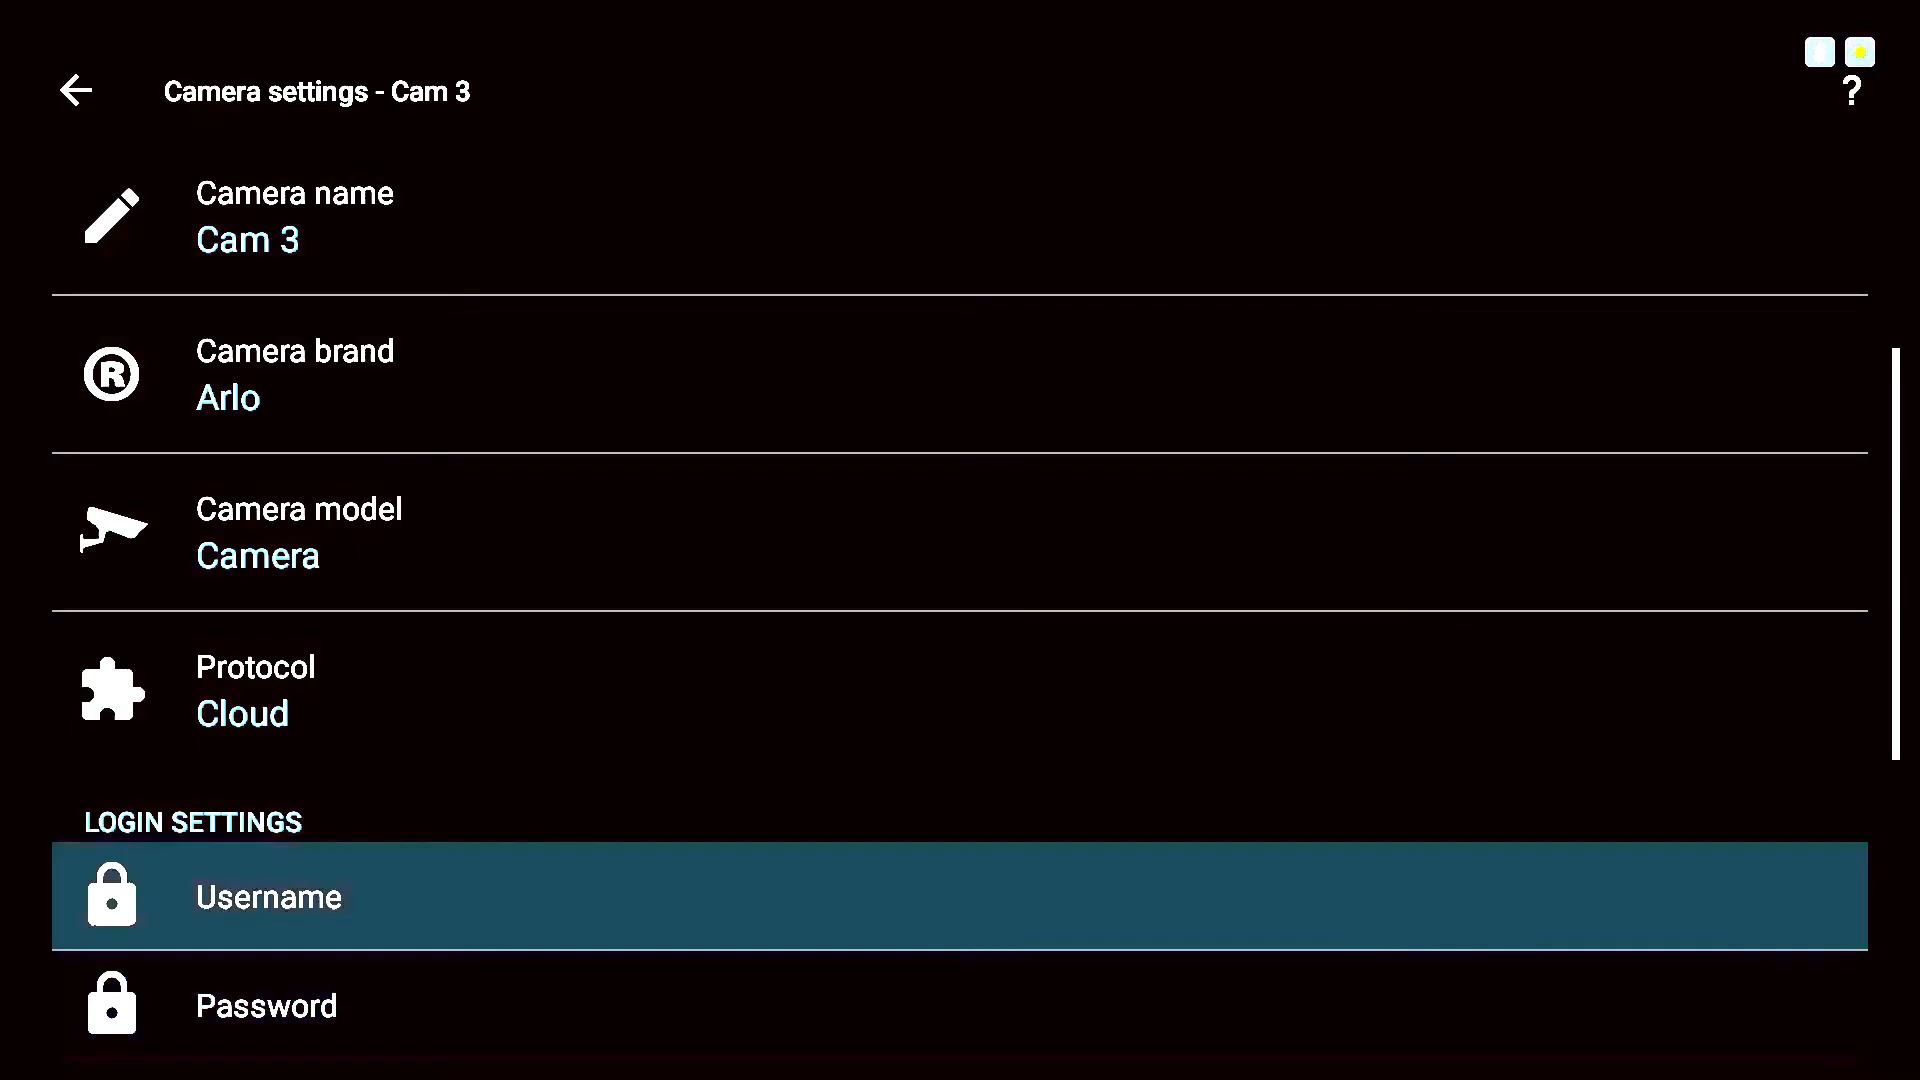 Camera settings - Cam 3
?
Camera name
Cam 3
® 
Camera brand
Arlo
Camera model
Camera
Protocol
Cloud
LOGIN SETTINGS
Username
Password